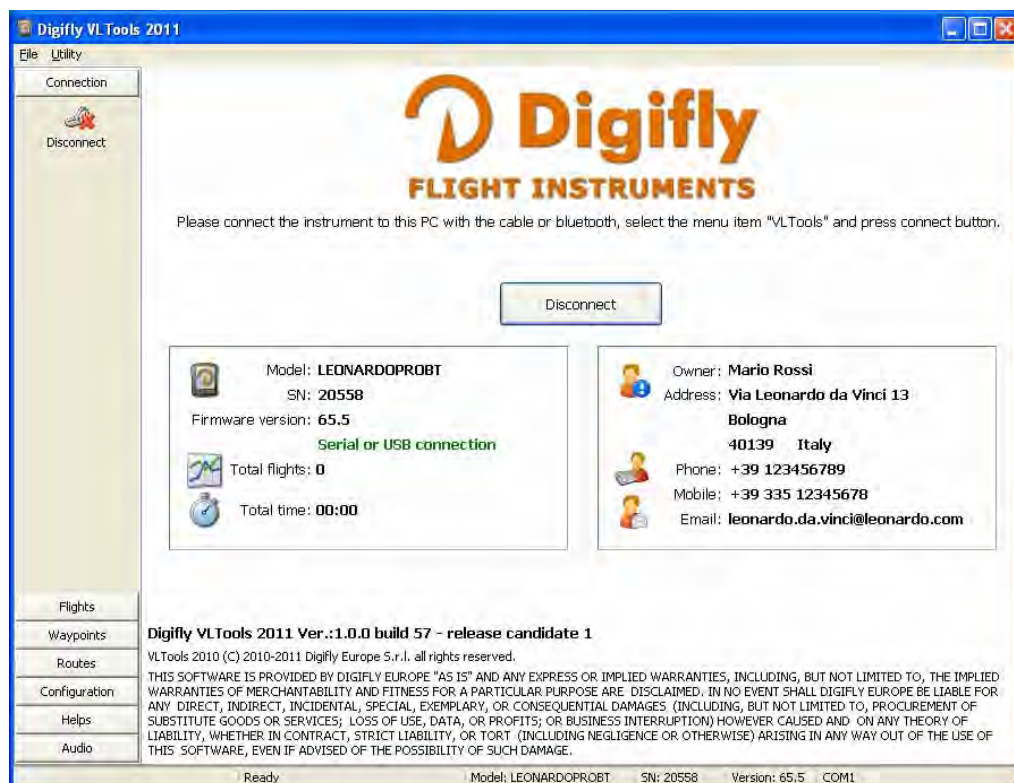 Digifly VLTools 2011
File Utility
Connection
Disconnect
Digifly
FLIGHT INSTRUMENTS
Please connect the instrument to this PC with the cable or bluetooth, select the menu item "VLTools" and press connect button.
Disconnect
Model: LEONARDOPROBT
SN: 20558
Firmware version: 65.5
Serial or USB connection
Total flights: 0
Total time: 00:00
Owner: Mario Rossi
Address: Via Leonardo da Vinci 13
Bologna
40139 Italy
Phone: +39 123456789
Mobile: +39 335 12345678
Email: leonardo.da.vinci@leonardo.com
Flights
Waypoints
Routes
Configuration
Helps
Audio
Digifly VLTools 2011 Ver.:1.0.0 build 57 - release candidate 1
VLTools 2010 (C) 2010-2011 Digifly Europe S.r.l. all rights reserved.
THIS SOFTWARE IS PROVIDED BY DIGIFLY EUROPE "AS IS" AND ANY EXPRESS OR IMPLIED WARRANTIES, INCLUDING, BUT NOT LIMITED TO, THE IMPLIED
WARRANTIES OF MERCHANTABILITY AND FITNESS FOR A PARTICULAR PURPOSE ARE DISCLAIMED. IN NO EVENT SHALL DIGIFLY EUROPE BE LIABLE FOR
ANY DIRECT, INDIRECT, INCIDENTAL, SPECIAL, EXEMPLARY, OR CONSEQUENTIAL DAMAGES (INCLUDING, BUT NOT LIMITED TO, PROCUREMENT OF
SUBSTITUTE GOODS OR SERVICES; LOSS OF USE, DATA, OR PROFITS; OR BUSINESS INTERRUPTION) HOWEVER CAUSED AND ON ANY THEORY OF
LIABILITY, WHETHER IN CONTRACT, STRICT LIABILITY, OR TORT (INCLUDING NEGLIGENCE OR OTHERWISE) ARISING IN ANY WAY OUT OF THE USE OF
THIS SOFTWARE, EVEN IF ADVISED OF THE POSSIBILITY OF SUCH DAMAGE.
Ready Model: LEONARDOPROBT SN: 20558 Version: 65.5 COM1